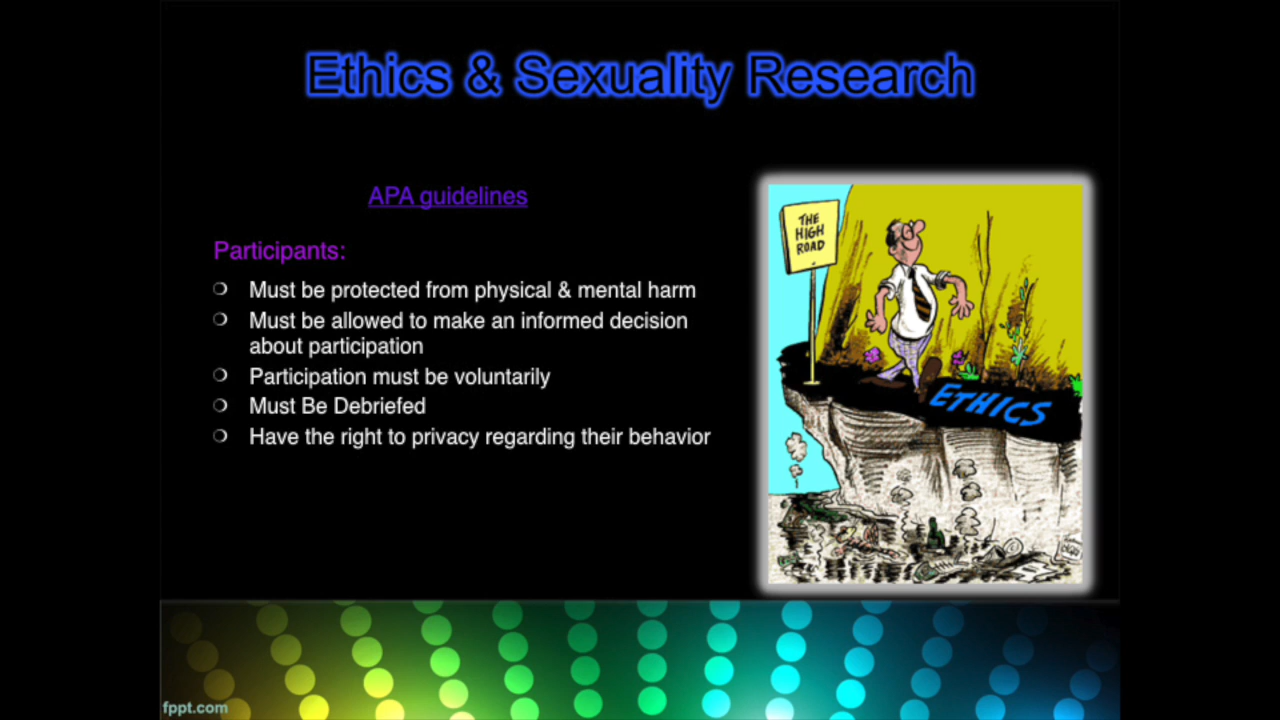 Ethics & Sexuality Research
APA guidelines
Participants:
Must be protected from physical & mental harm
Must be allowed to make an informed decision
about participation
Participation must be voluntarily
Must Be Debriefed
Have the right to privacy regarding their behavior
THE
HIGH
ROAD
ETHICS
fppt.com